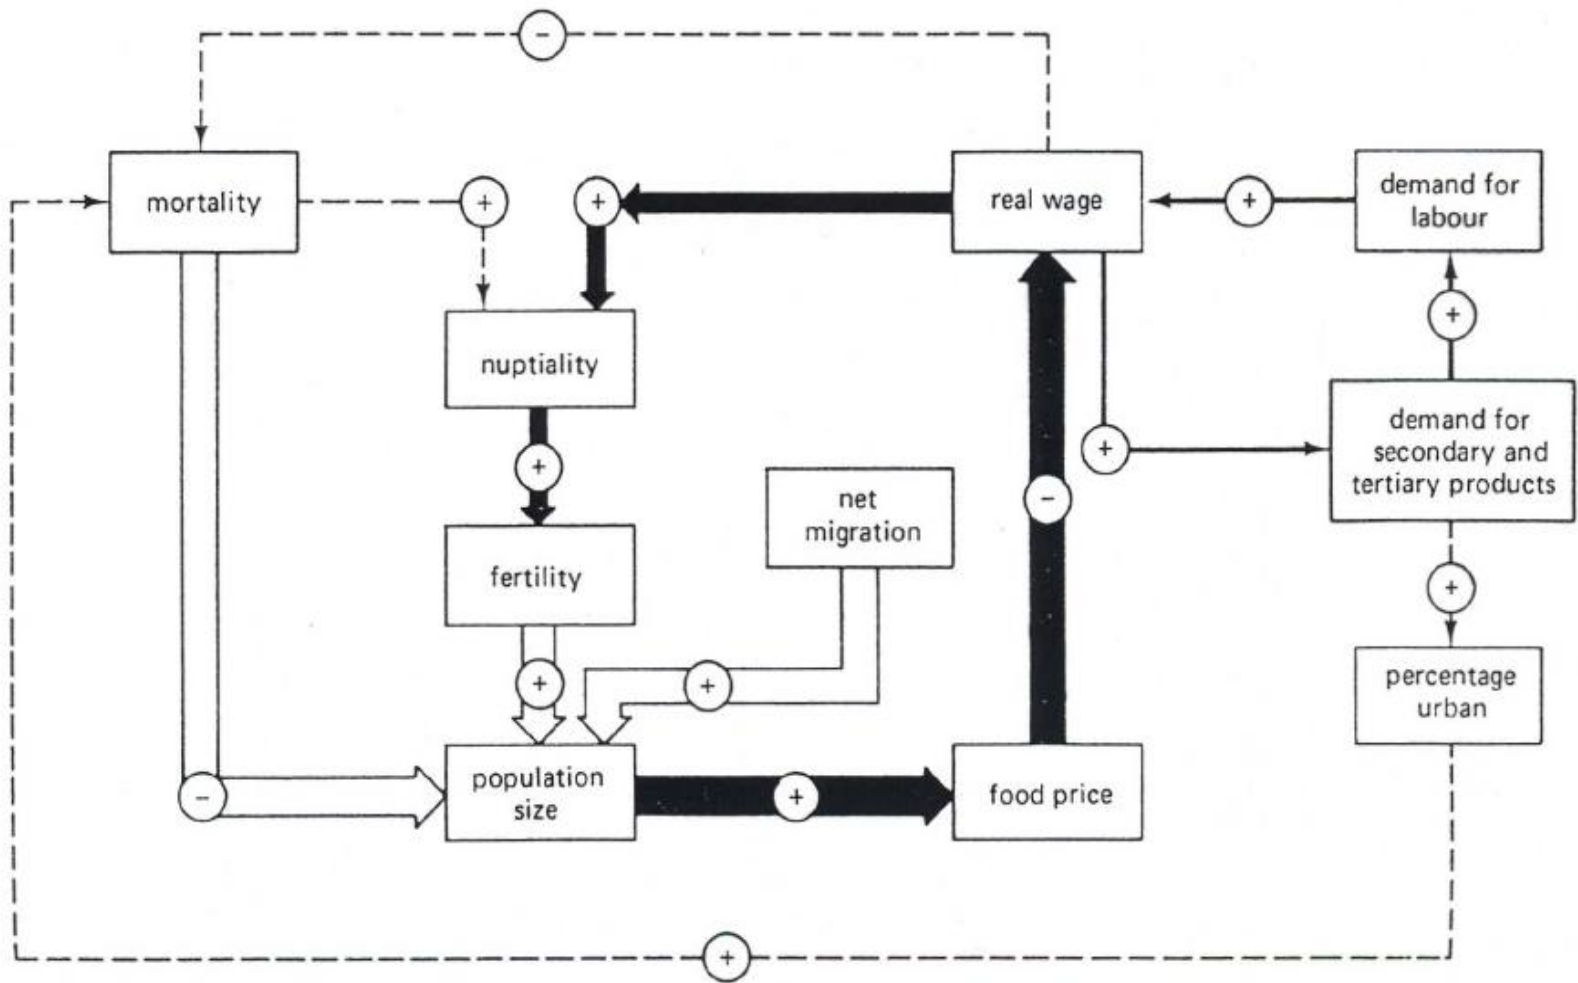 −
mortality
+
+
real wage
+
demand for
labour
+
nuptiality
demand for
secondary and
tertiary products
+
+
net
migration
−
fertility
+
+
+
percentage
urban
population
size
−
+
food price
+